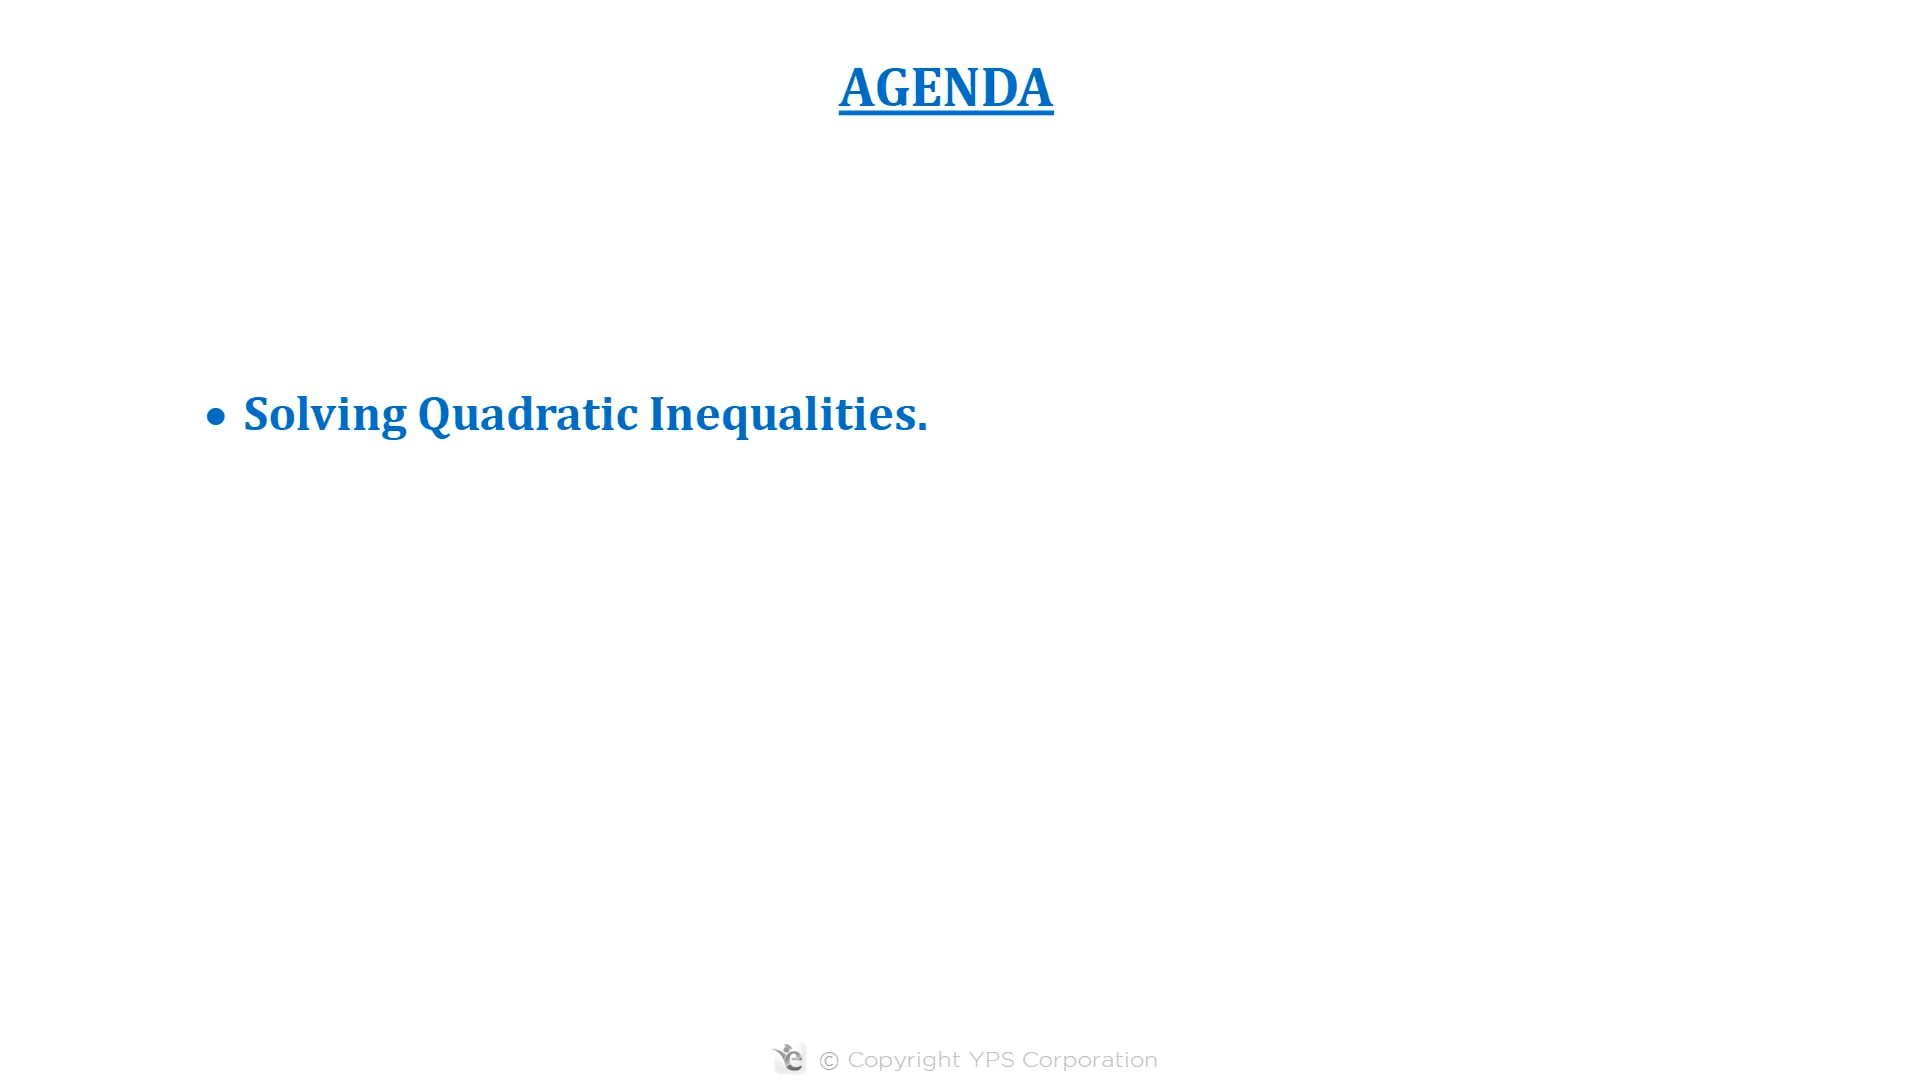 AGENDA
• Solving Quadratic Inequalities.
© Copyright YPS Corporation